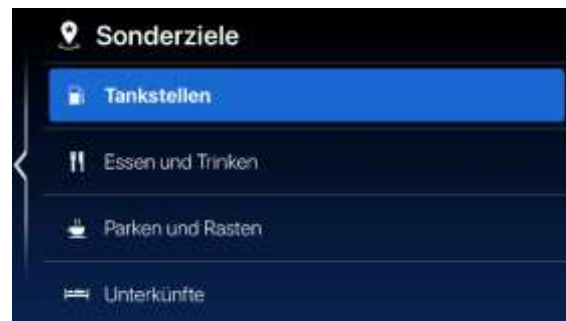 Sonderziele
Tankstellen
Essen und Trinken
Parken und Rasten
Unterkünfte